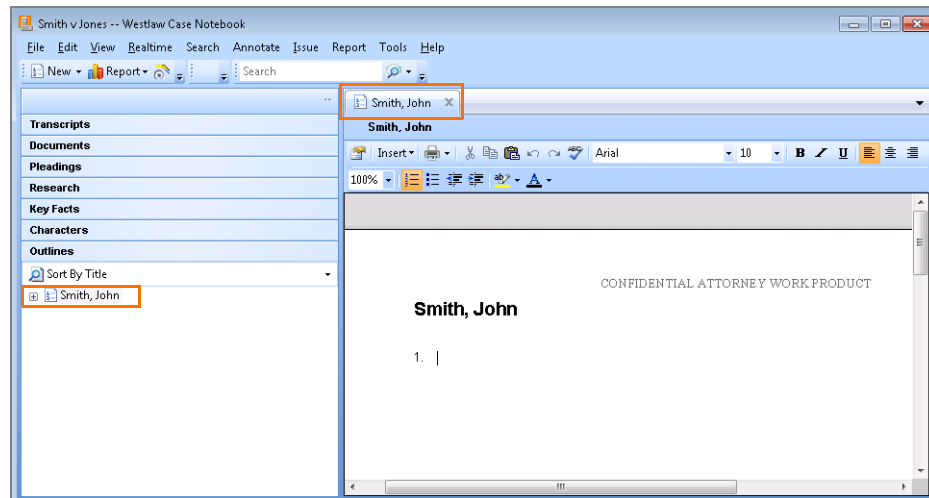 Smith v Jones -- Westlaw Case Notebook
File Edit View Realtime Search Annotate Issue Report Tools Help
New Report Search
Smith, John
Transcripts
Smith, John
Documents
Insert Arial 10 B I U
Pleadings
100%
Research
Key Facts
Characters
Outlines
Sort By Title
Smith, John
CONFIDENTIAL ATTORNEY WORK PRODUCT
Smith, John
1.